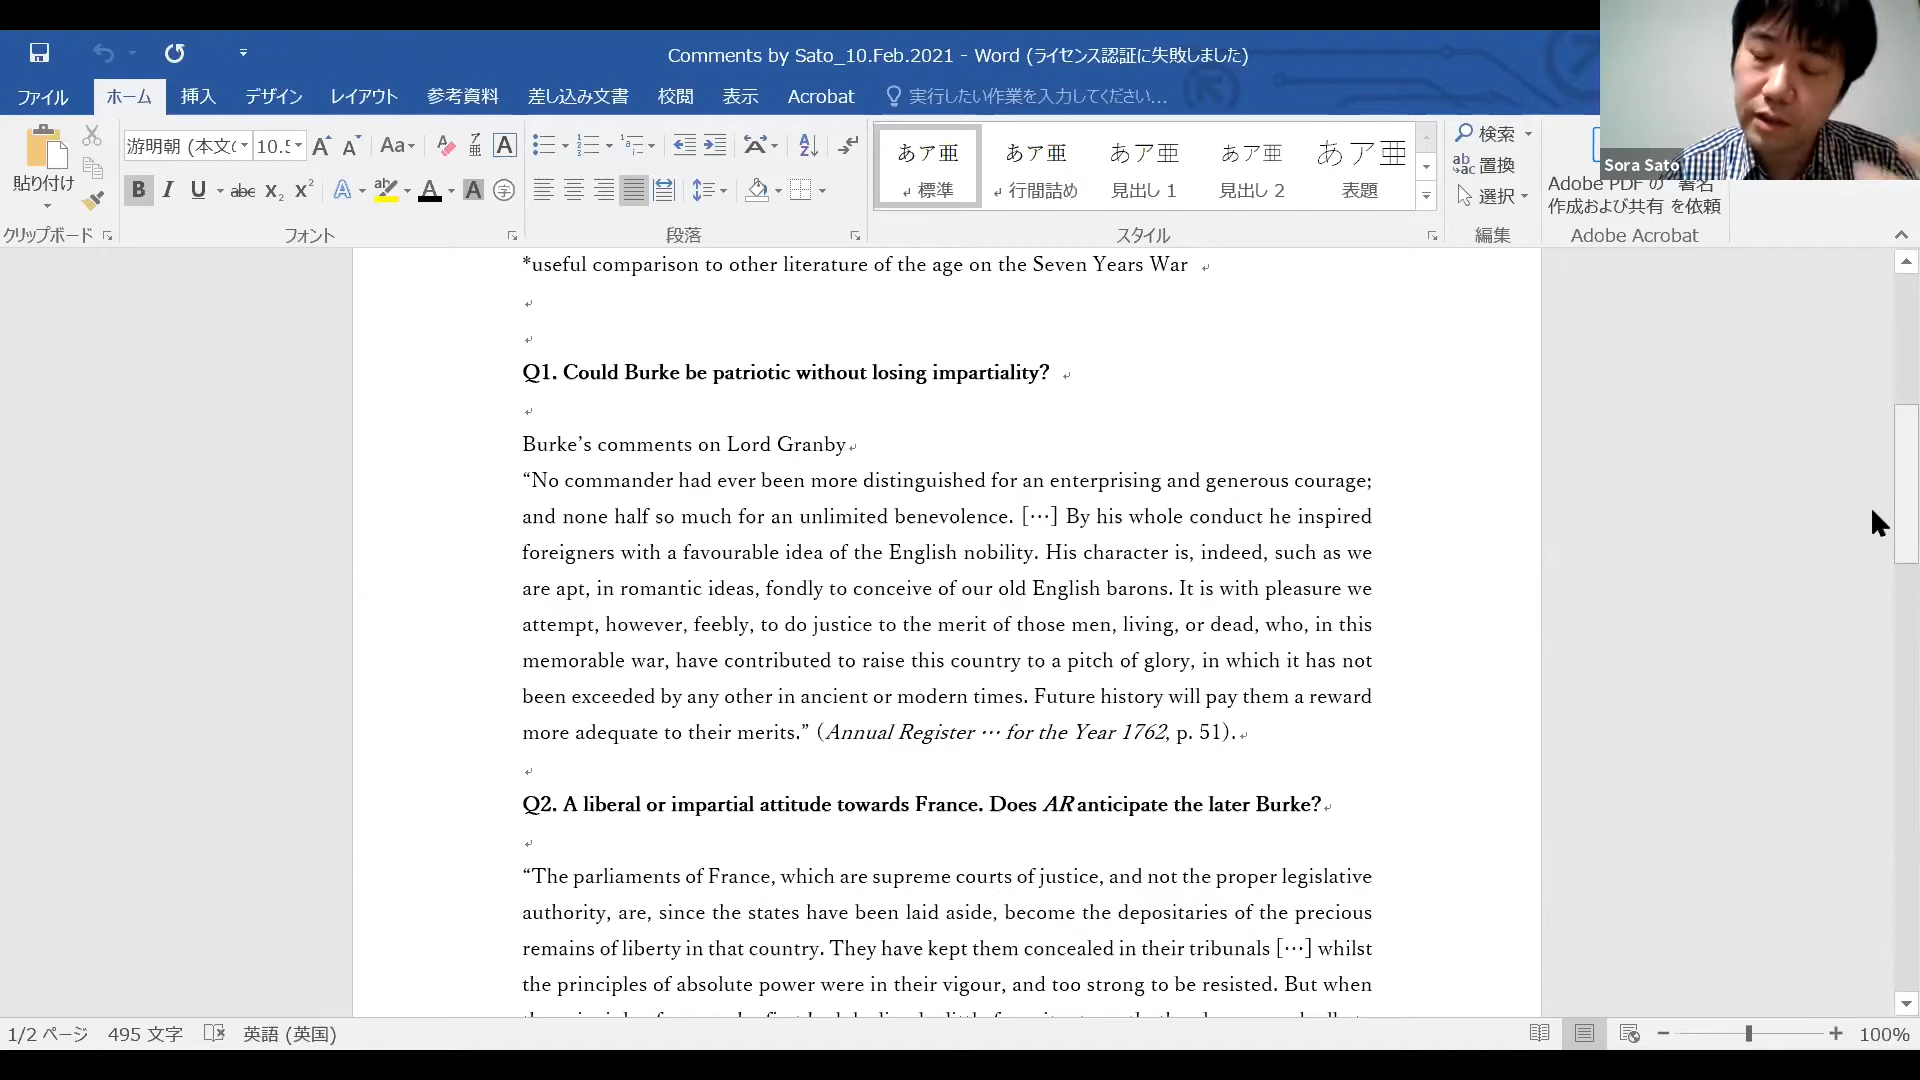 Comments by Sato_10.Feb.2021 - Word (ライセンス認証に失敗しました)
ファイル ホーム 挿入 デザイン レイアウト 参考資料 差し込み文書 校閲 表示 Acrobat 実行したい作業を入力してください...
貼り付け
クリップボード
游明朝 (本文 10.5
Aa A
B I U abc X₂ X² A ab A A 字
フォント
段落
あア亜 あア亜 あア亜 あア亜 あア亜
標準 行間詰め 見出し 1 見出し 2 表題
スタイル
検索
置換
選択
編集
Adobe PDF の
作成および共有
署名
を依頼
Adobe Acrobat
Sora Sato
*useful comparison to other literature of the age on the Seven Years War
Q1. Could Burke be patriotic without losing impartiality?
Burke’s comments on Lord Granby
“No commander had ever been more distinguished for an enterprising and generous courage;
and none half so much for an unlimited benevolence. […] By his whole conduct he inspired
foreigners with a favourable idea of the English nobility. His character is, indeed, such as we
are apt, in romantic ideas, fondly to conceive of our old English barons. It is with pleasure we
attempt, however, feebly, to do justice to the merit of those men, living, or dead, who, in this
memorable war, have contributed to raise this country to a pitch of glory, in which it has not
been exceeded by any other in ancient or modern times. Future history will pay them a reward
more adequate to their merits.” (Annual Register … for the Year 1762, p. 51).
Q2. A liberal or impartial attitude towards France. Does AR anticipate the later Burke?
“The parliaments of France, which are supreme courts of justice, and not the proper legislative
authority, are, since the states have been laid aside, become the depositaries of the precious
remains of liberty in that country. They have kept them concealed in their tribunals […] whilst
the principles of absolute power were in their vigour, and too strong to be resisted. But when
1/2 ページ 495 文字 英語 (英国) 100%